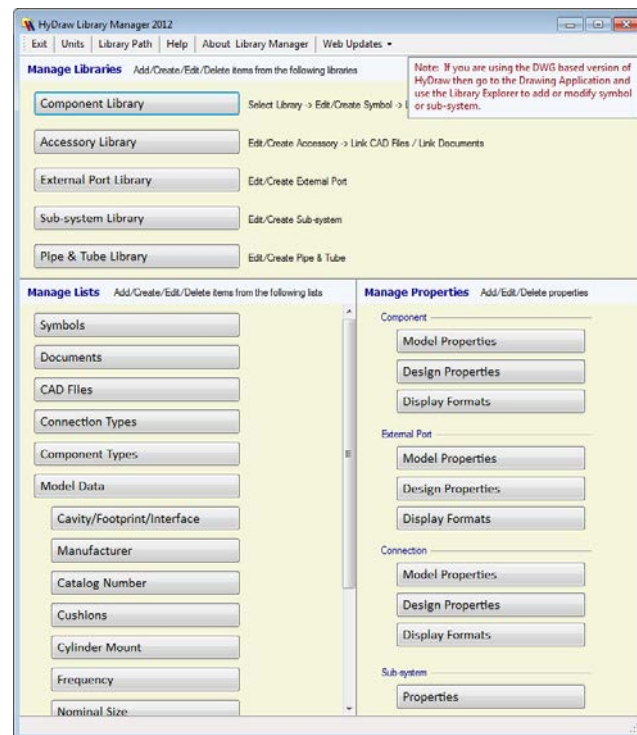 HyDraw Library Manager 2012
Exit Units Library Path Help About Library Manager Web Updates
Manage Libraries Add/Create/Edit/Delete items from the following libraries
Note: If you are using the DWG based version of
HyDraw then go to the Drawing Application and
use the Library Explorer to add or modify symbol
or sub-system.
Component Library Select Library -> Edit/Create Symbol ->
Accessory Library Edit/Create Accessory -> Link CAD Files / Link Documents
External Port Library Edit/Create External Port
Sub-system Library Edit/Create Sub-system
Pipe & Tube Library Edit/Create Pipe & Tube
Manage Lists Add/Create/Edit/Delete items from the following lists
Symbols
Documents
CAD Files
Connection Types
Component Types
Model Data
Cavity/Footprint/Interface
Manufacturer
Catalog Number
Cushions
Cylinder Mount
Frequency
Nominal Size
Manage Properties Add/Edit/Delete properties
Component
Model Properties
Design Properties
Display Formats
External Port
Model Properties
Design Properties
Display Formats
Connection
Model Properties
Design Properties
Display Formats
Sub-system
Properties